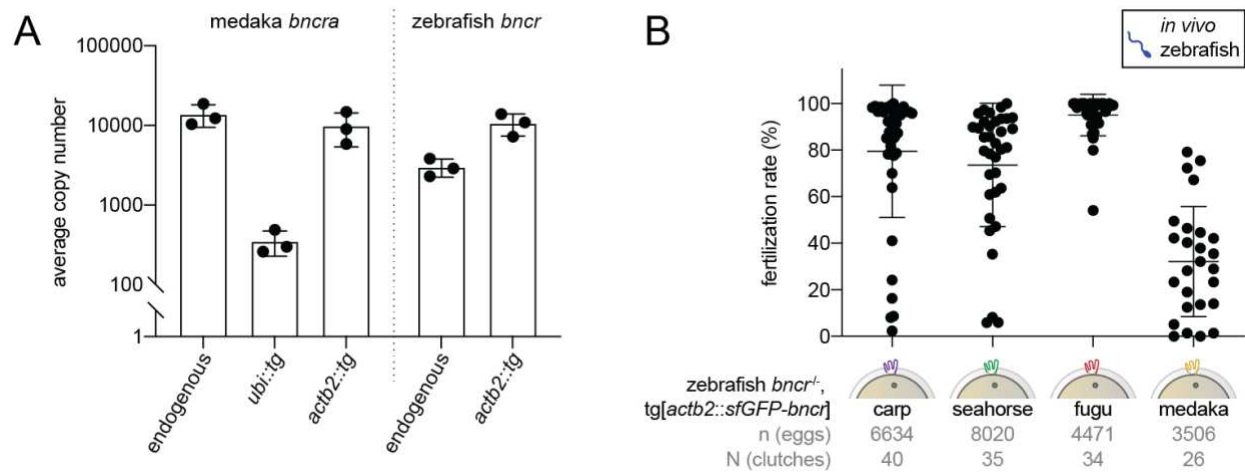 A
medaka bncra
zebrafish bncr
average copy number
100000
10000
1000
100
1
endogenous
ubi::tg
actb2::tg
endogenous
actb2::tg
B
in vivo
zebrafish
fertilization rate (%)
100
80
60
40
20
0
zebrafish bncr-/-,
tg[actb2::sfGFP-bncr]
carp seahorse fugu medaka
n (eggs) 6634 8020 4471 3506
N (clutches) 40 35 34 26